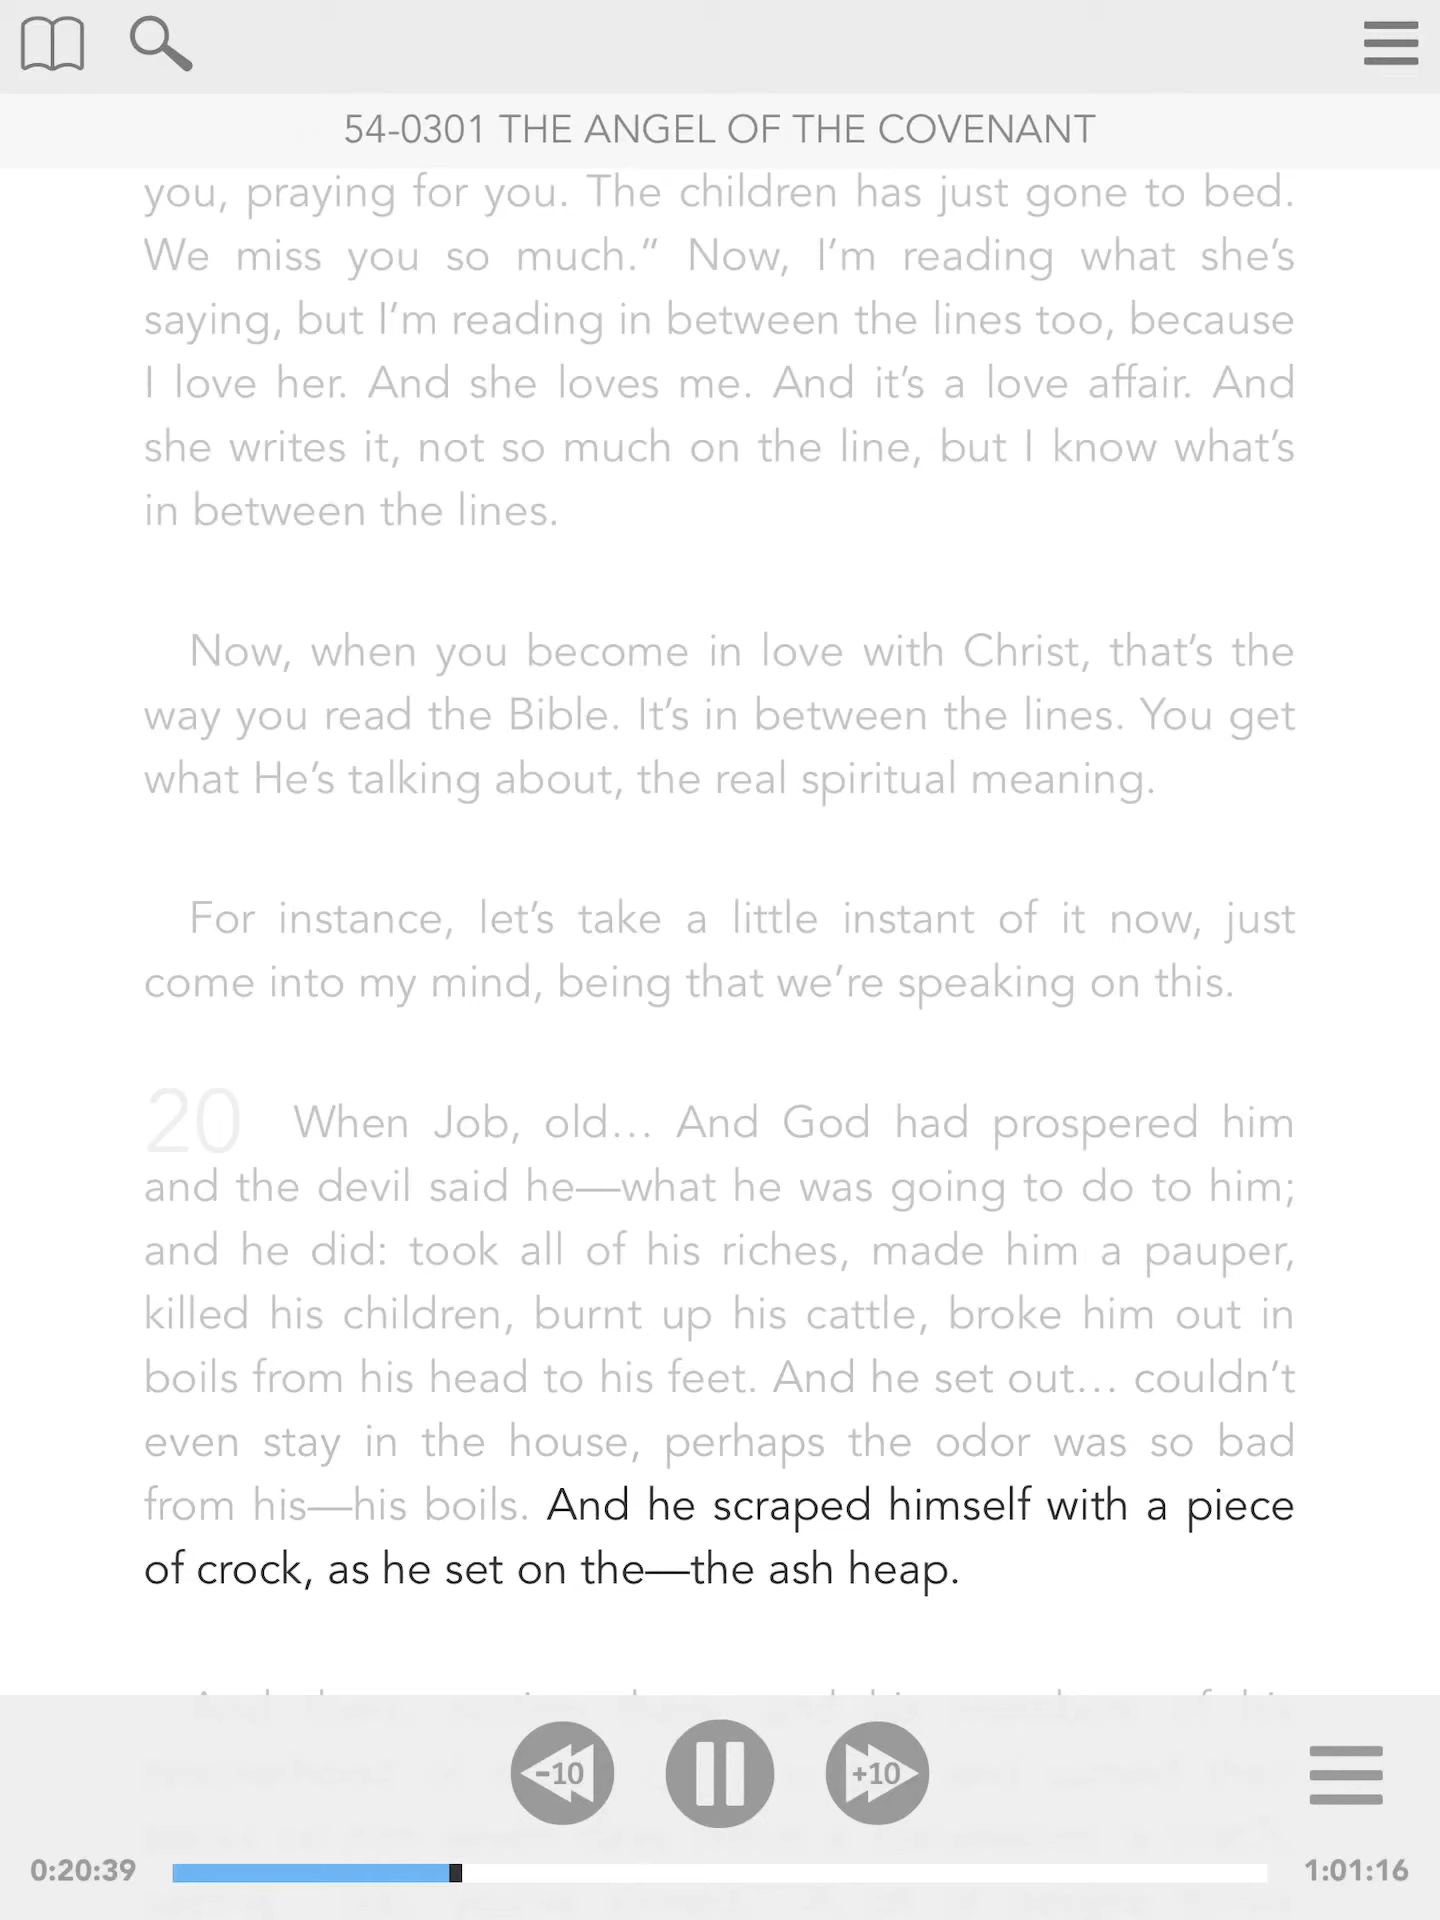 54-0301 THE ANGEL OF THE COVENANT
you, praying for you. The children has just gone to bed.
We miss you so much.” Now, I’m reading what she’s
saying, but I’m reading in between the lines too, because
I love her. And she loves me. And it’s a love affair. And
she writes it, not so much on the line, but I know what’s
in between the lines.
Now, when you become in love with Christ, that’s the
way you read the Bible. It’s in between the lines. You get
what He’s talking about, the real spiritual meaning.
For instance, let’s take a little instant of it now, just
come into my mind, being that we’re speaking on this.
20 When Job, old… And God had prospered him
and the devil said he—what he was going to do to him;
and he did: took all of his riches, made him a pauper,
killed his children, burnt up his cattle, broke him out in
boils from his head to his feet. And he set out… couldn’t
even stay in the house, perhaps the odor was so bad
from his—his boils. And he scraped himself with a piece
of crock, as he set on the—the ash heap.
-10 +10
0:20:39 1:01:16